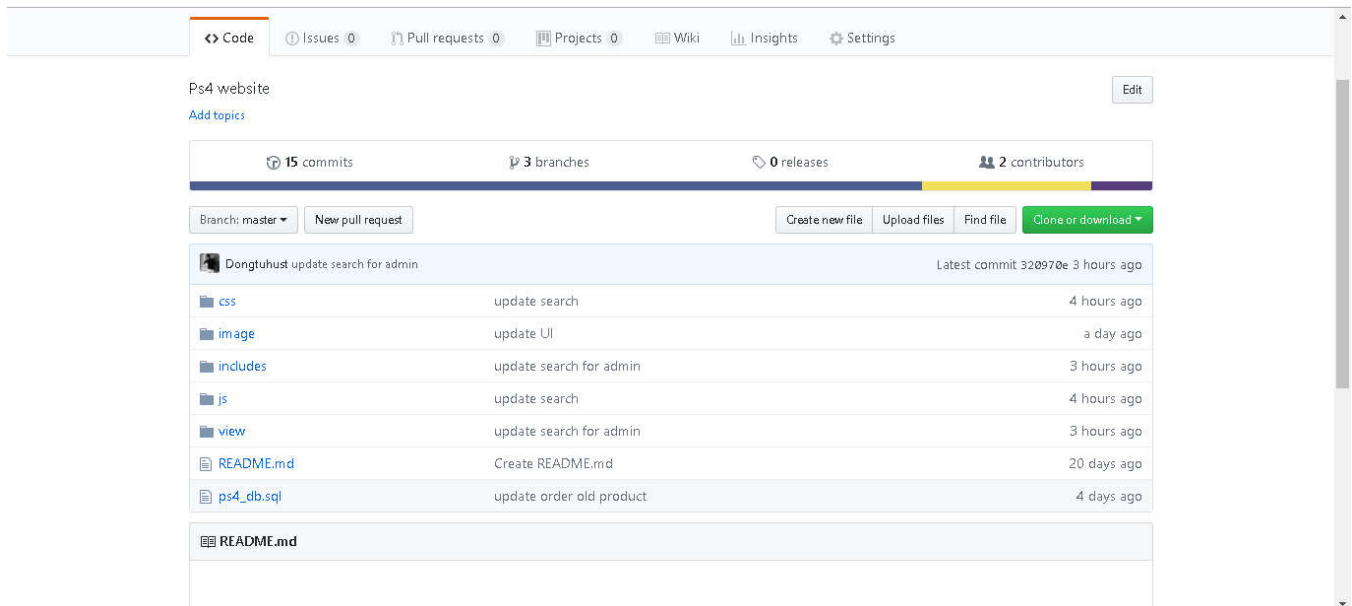 Code Issues 0 Pull requests 0 Projects 0 Wiki Insights Settings
Ps4 website Edit
Add topics
15 commits 3 branches 0 releases 2 contributors
Branch: master New pull request Create new file Upload files Find file Clone or download
Dongtuhust update search for admin Latest commit 320970e 3 hours ago
css update search 4 hours ago
image update UI a day ago
includes update search for admin 3 hours ago
js update search 4 hours ago
view update search for admin 3 hours ago
README.md Create README.md 20 days ago
ps4_db.sql update order old product 4 days ago
README.md